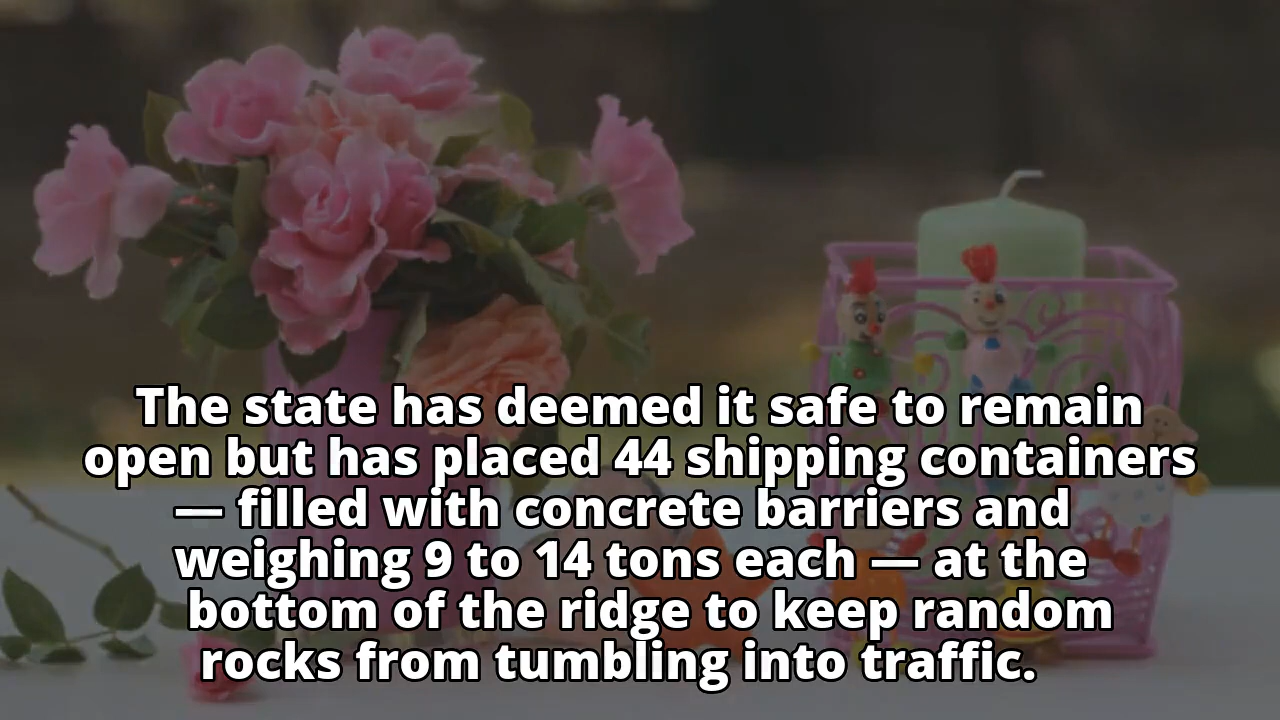 The state has deemed it safe to remain
open but has placed 44 shipping containers
— filled with concrete barriers and
weighing 9 to 14 tons each — at the
bottom of the ridge to keep random
rocks from tumbling into traffic.